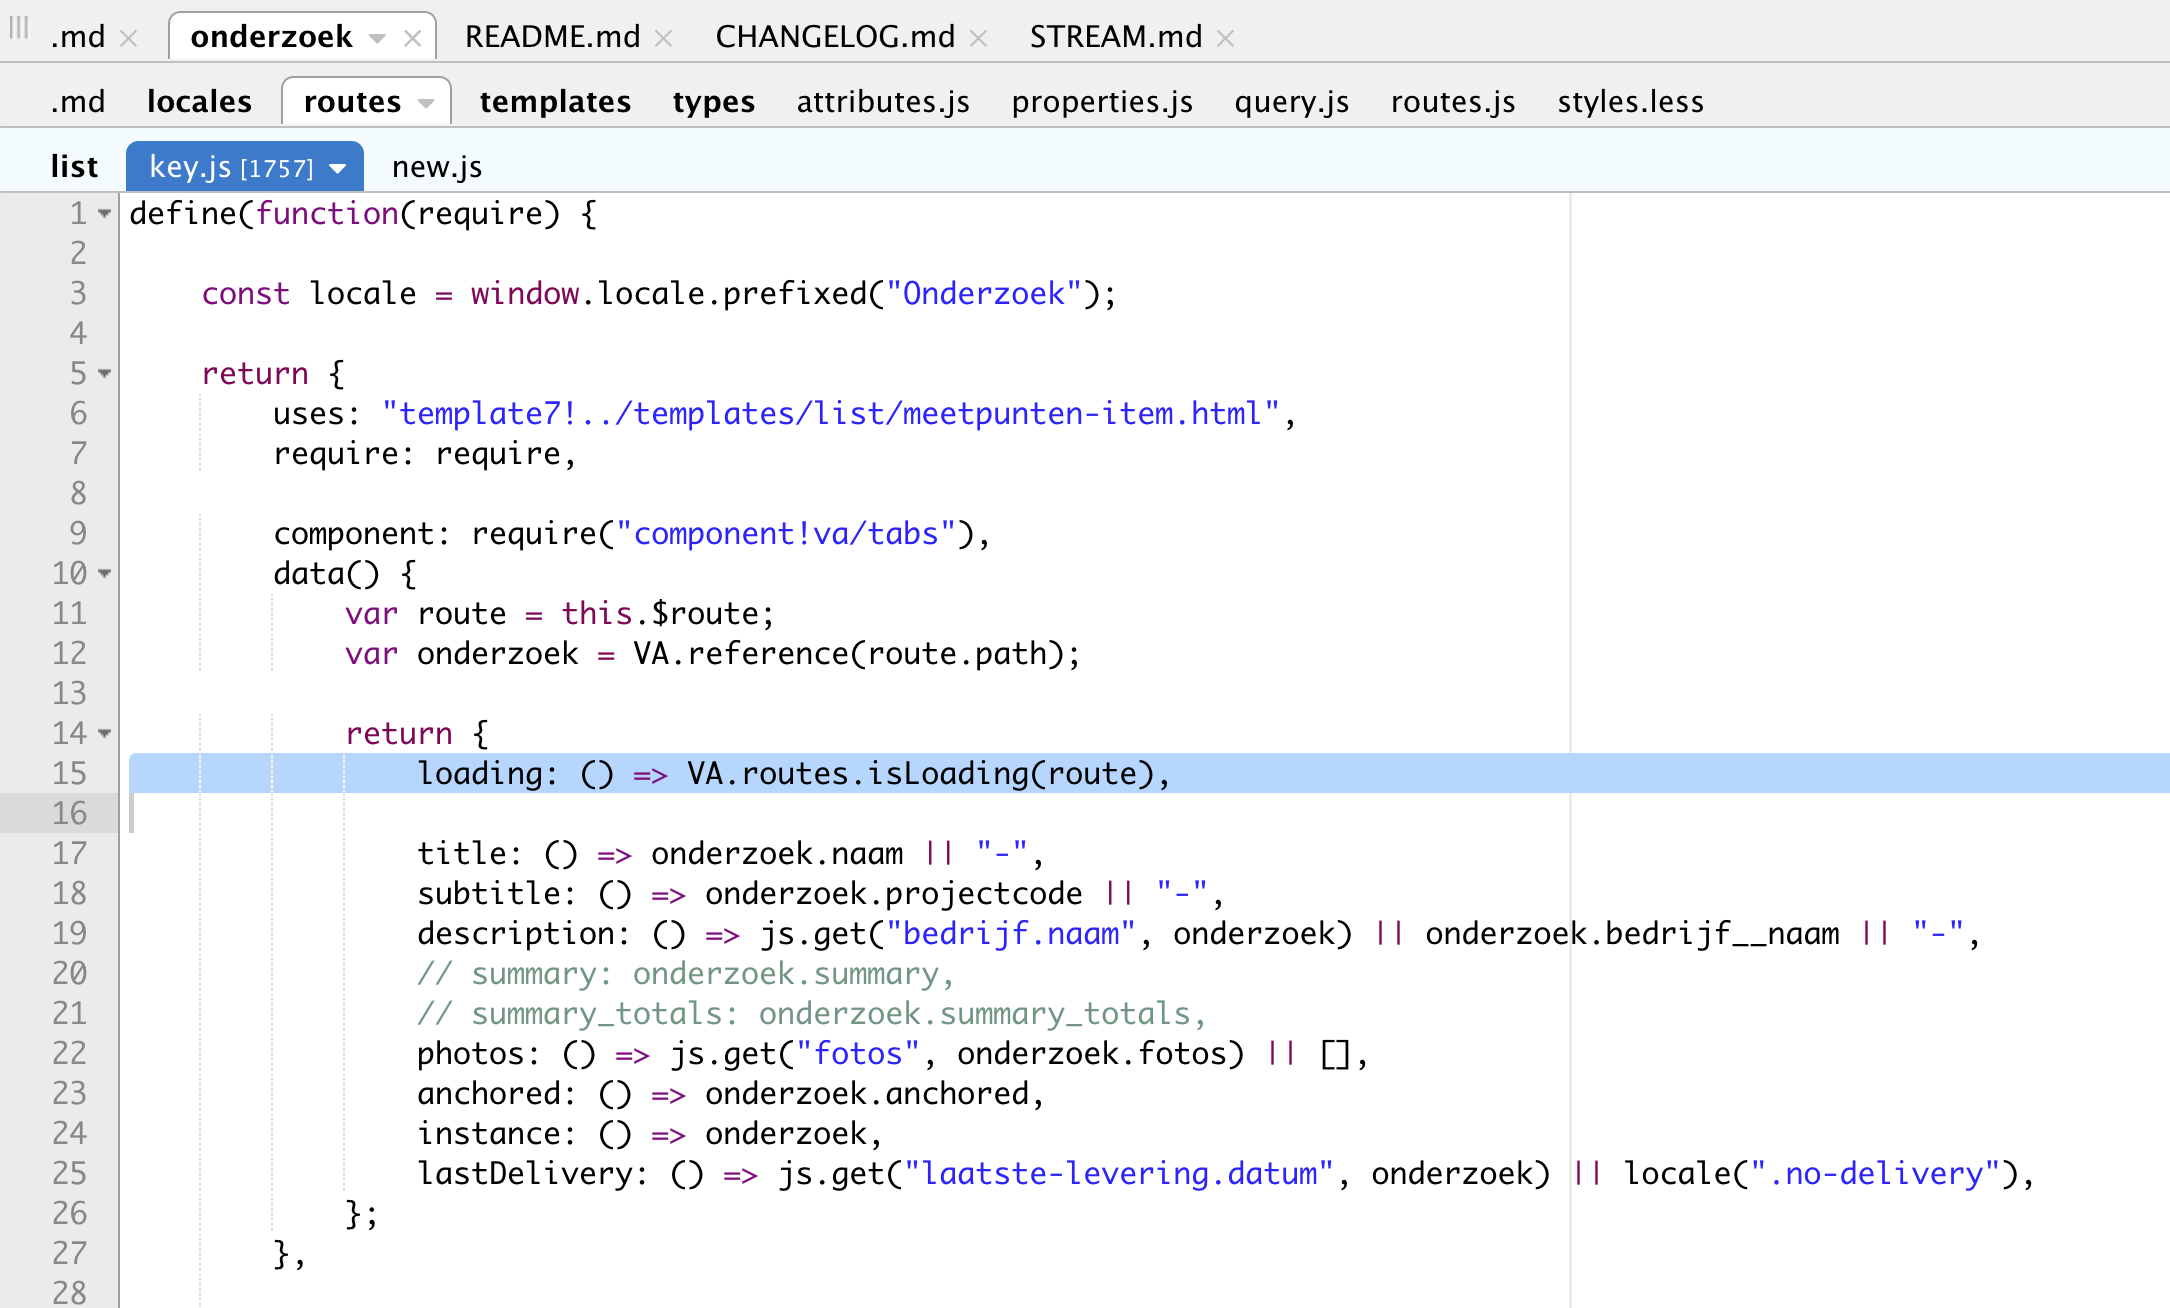 .md × onderzoek × README.md × CHANGELOG.md × STREAM.md ×
.md locales routes templates types attributes.js properties.js query.js routes.js styles.less
list key.js [1757] new.js
1 define(function(require) {
2
3     const locale = window.locale.prefixed("Onderzoek");
4
5     return {
6         uses: "template7!../templates/list/meetpunten-item.html",
7         require: require,
8
9         component: require("component!va/tabs"),
10         data() {
11             var route = this.$route;
12             var onderzoek = VA.reference(route.path);
13
14             return {
15                 loading: () => VA.routes.isLoading(route),
16
17                 title: () => onderzoek.naam || "-",
18                 subtitle: () => onderzoek.projectcode || "-",
19                 description: () => js.get("bedrijf.naam", onderzoek) || onderzoek.bedrijf__naam || "-",
20                 // summary: onderzoek.summary,
21                 // summary_totals: onderzoek.summary_totals,
22                 photos: () => js.get("fotos", onderzoek.fotos) || [],
23                 anchored: () => onderzoek.anchored,
24                 instance: () => onderzoek,
25                 lastDelivery: () => js.get("laatste-levering.datum", onderzoek) || locale(".no-delivery"),
26             };
27         },
28